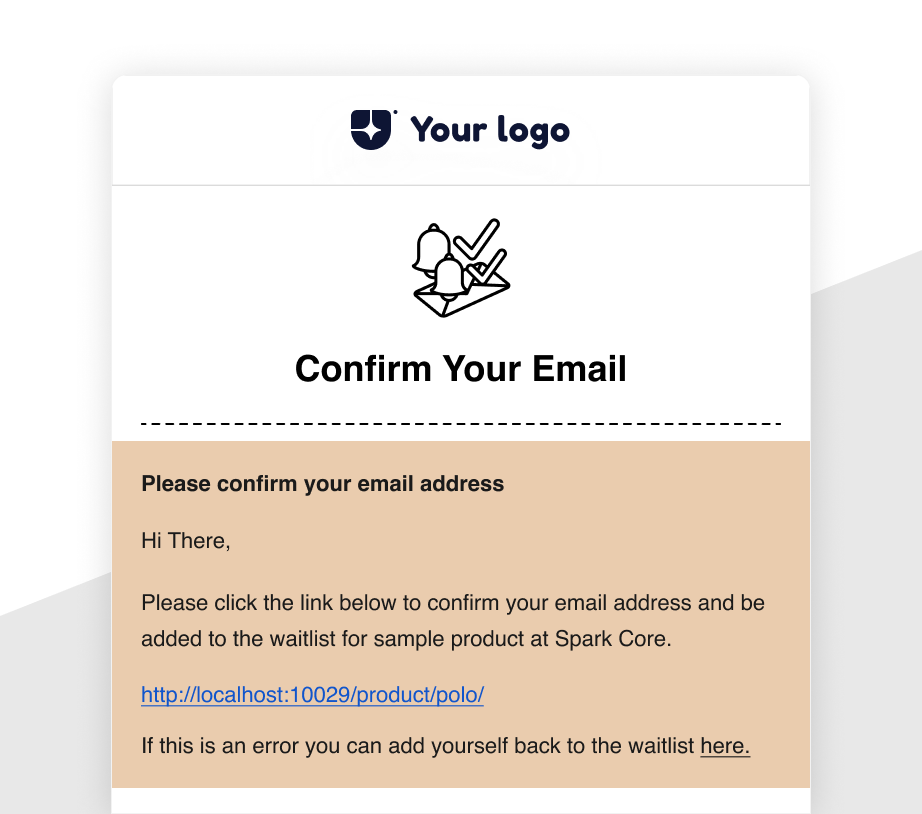 Your logo
Confirm Your Email
Please confirm your email address
Hi There,
Please click the link below to confirm your email address and be
added to the waitlist for sample product at Spark Core.
http://localhost:10029/product/polo/
If this is an error you can add yourself back to the waitlist here.